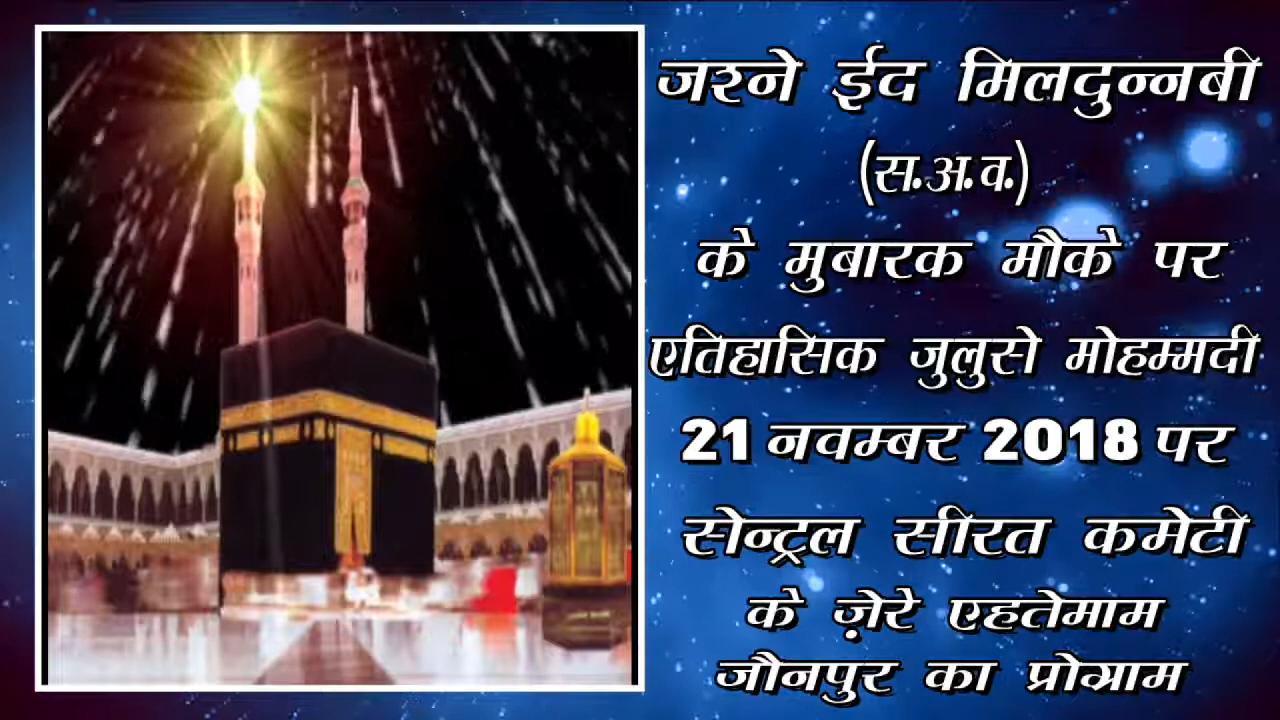 जश्ने ईद मिलदुन्नबी
(स.अ.व.)
के मुबारक मौके पर
एतिहासिक जुलुसे मोहम्मदी
21 नवम्बर 2018 पर
सेन्ट्रल सीरत कमेटी
के ज़ेरे एहतेमाम
जौनपुर का प्रोग्राम